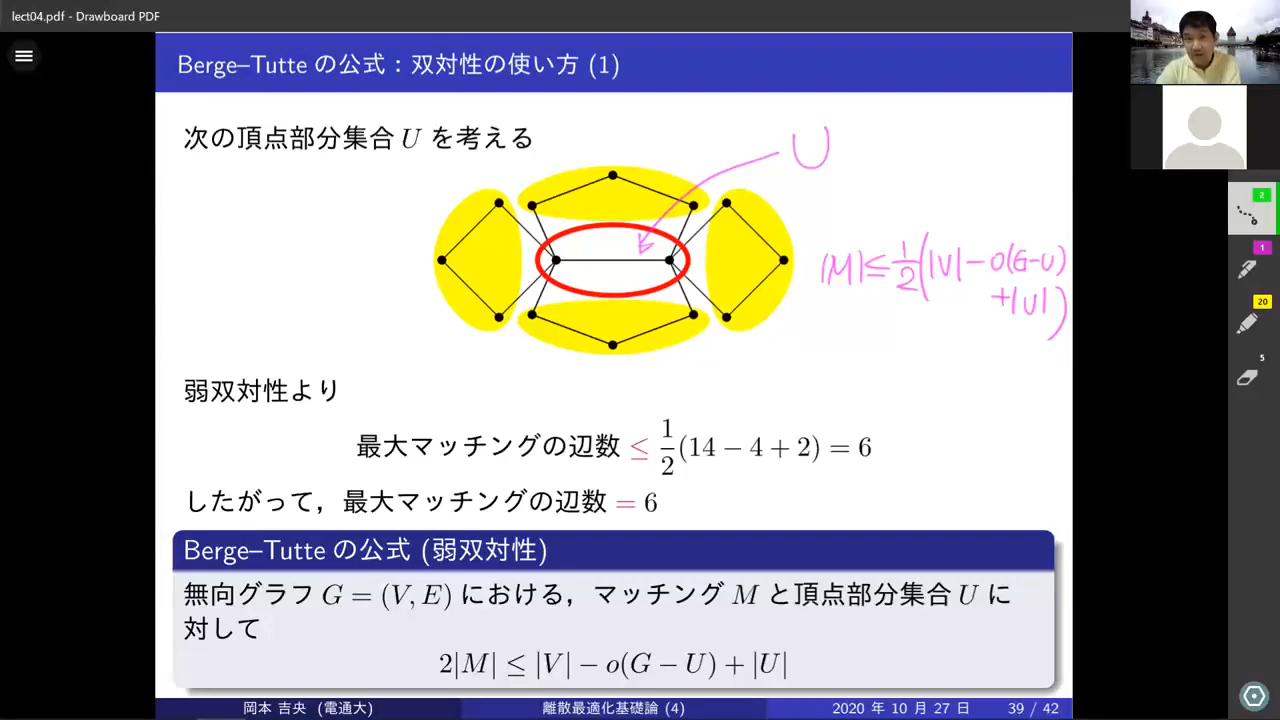 lect04.pdf - Drawboard PDF
Berge–Tutte の公式：双対性の使い方 (1)
次の頂点部分集合 U を考える
U
|M| ≤ 1/2 (|V| − o(G−U)
+|U|)
弱双対性より
最大マッチングの辺数 ≤ 1/2 (14 − 4 + 2) = 6
したがって，最大マッチングの辺数 = 6
Berge–Tutte の公式 (弱双対性)
無向グラフ G = (V, E) における，マッチング M と頂点部分集合 U に
対して
2|M| ≤ |V| − o(G − U) + |U|
岡本 吉央 (電通大)
離散最適化基礎論 (4)
2020 年 10 月 27 日
39 / 42
2
1
20
5